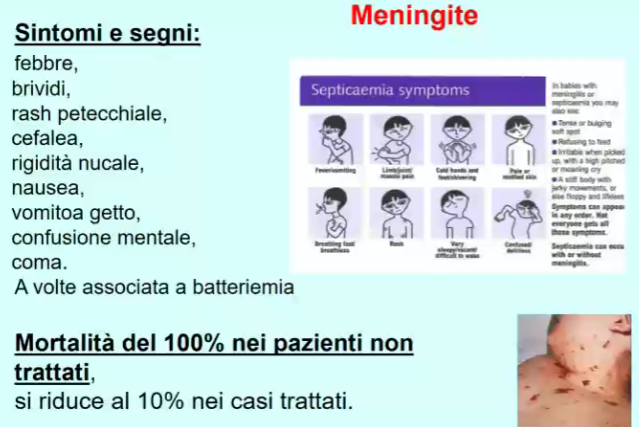 Meningite
Sintomi e segni:
febbre,
brividi,
rash petecchiale,
cefalea,
rigidità nucale,
nausea,
vomitoa getto,
confusione mentale,
coma.
A volte associata a batteriemia
Mortalità del 100% nei pazienti non
trattati,
si riduce al 10% nei casi trattati.
Septicaemia symptoms
Fever/vomiting
Limb/joint/
muscle pain
Cold hands and
feet/shivering
Pale or
mottled skin
Breathing fast/
breathless
Rash
Very
sleepy/vacant/
difficult to wake
Confused/
delirious
In babies with
meningitis or
septicaemia you may
also see:
Tense or bulging
soft spot
Refusing to feed
Irritable when picked
up, with a high pitched
or moaning cry
A stiff body with
jerky movements, or
else floppy and lifeless
Symptoms can appear
in any order. Not
everyone gets all
these symptoms.
Septicaemia can occur
with or without
meningitis.